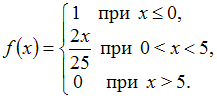 f(x) = { 1 при x ≤ 0,
2x/25 при 0 < x < 5,
0 при x > 5.